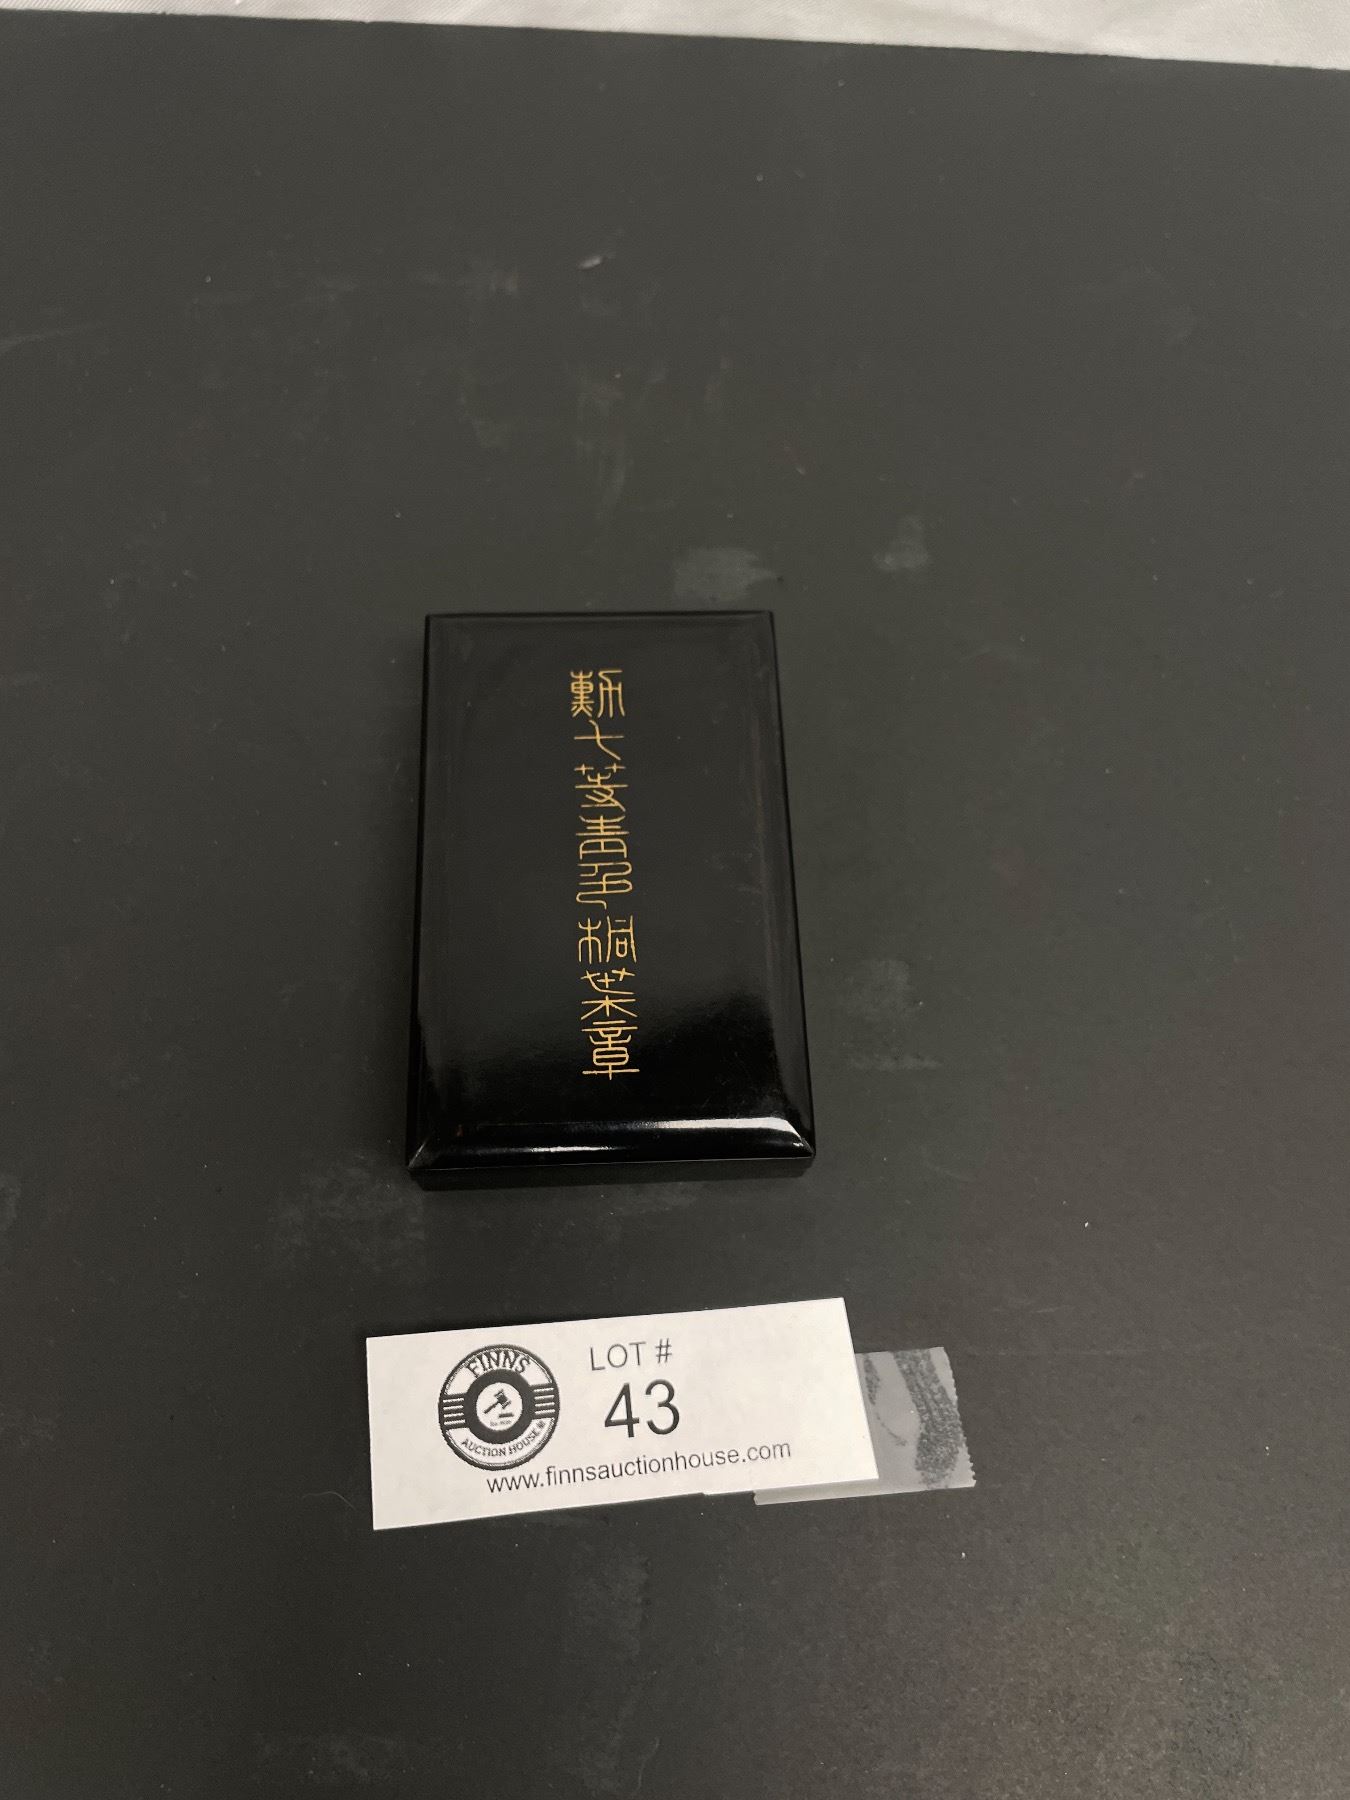 勲七等青色桐葉章
FINNS
AUCTION HOUSE
LOT #
43
www.finnsauctionhouse.com